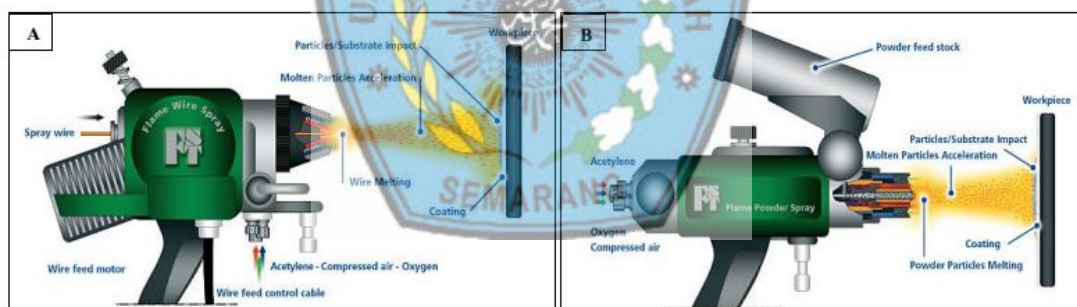 A
Workpiece
Particles/Substrate Impact
Molten Particles Acceleration
Flame Wire Spray
Spray wire
Wire Melting
Coating
Wire feed motor
Acetylene - Compressed air - Oxygen
Wire feed control cable
SEMARANG
B
Powder feed stock
Workpiece
Particles/Substrate Impact
Molten Particles Acceleration
Acetylene
Flame Powder Spray
Oxygen
Compressed air
Coating
Powder Particles Melting